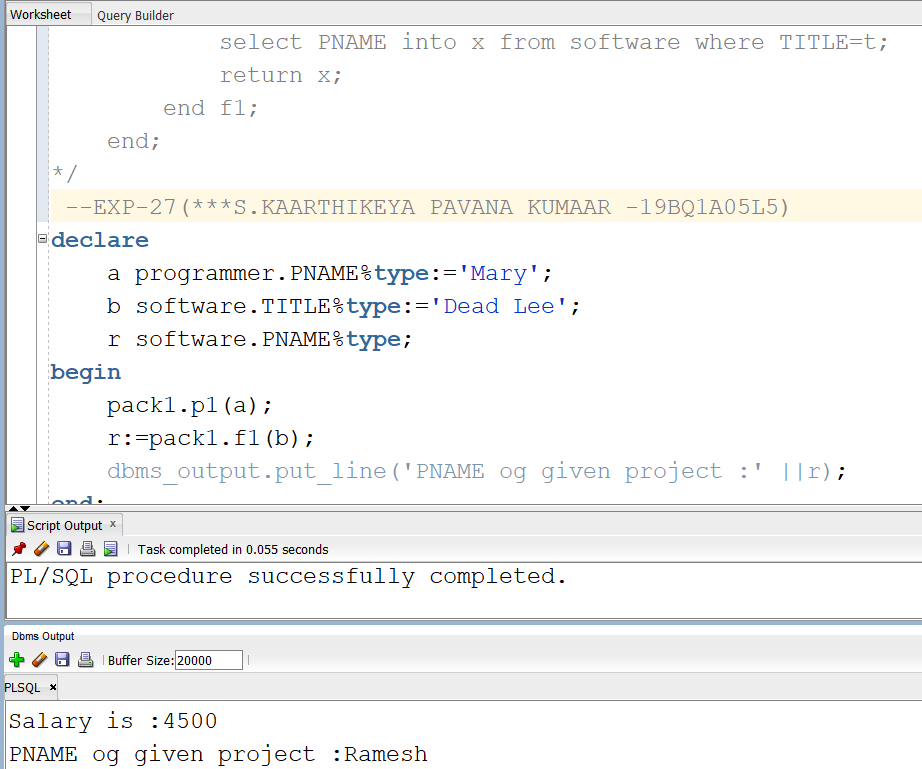 Worksheet Query Builder
select PNAME into x from software where TITLE=t;
return x;
end f1;
end;
*/
--EXP-27(***S.KAARTHIKEYA PAVANA KUMAAR -19BQ1A05L5)
declare
a programmer.PNAME%type:='Mary';
b software.TITLE%type:='Dead Lee';
r software.PNAME%type;
begin
pack1.p1(a);
r:=pack1.f1(b);
dbms_output.put_line('PNAME og given project :' ||r);
end;
Script Output x
Task completed in 0.055 seconds
PL/SQL procedure successfully completed.
Dbms Output
Buffer Size: 20000
PLSQL x
Salary is :4500
PNAME og given project :Ramesh